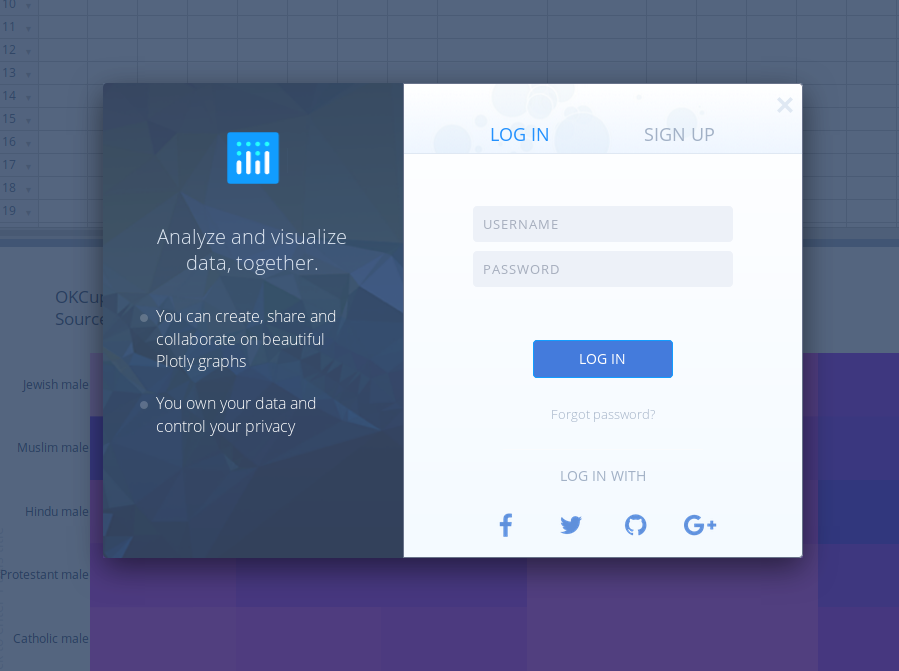 10
11
12
13
14
15
16
17
18
19
LOG IN
SIGN UP
USERNAME
PASSWORD
LOG IN
Forgot password?
LOG IN WITH
Analyze and visualize
data, together.
You can create, share and
collaborate on beautiful
Plotly graphs
You own your data and
control your privacy
OKCup
Source
Jewish male
Muslim male
Hindu male
Protestant male
Catholic male